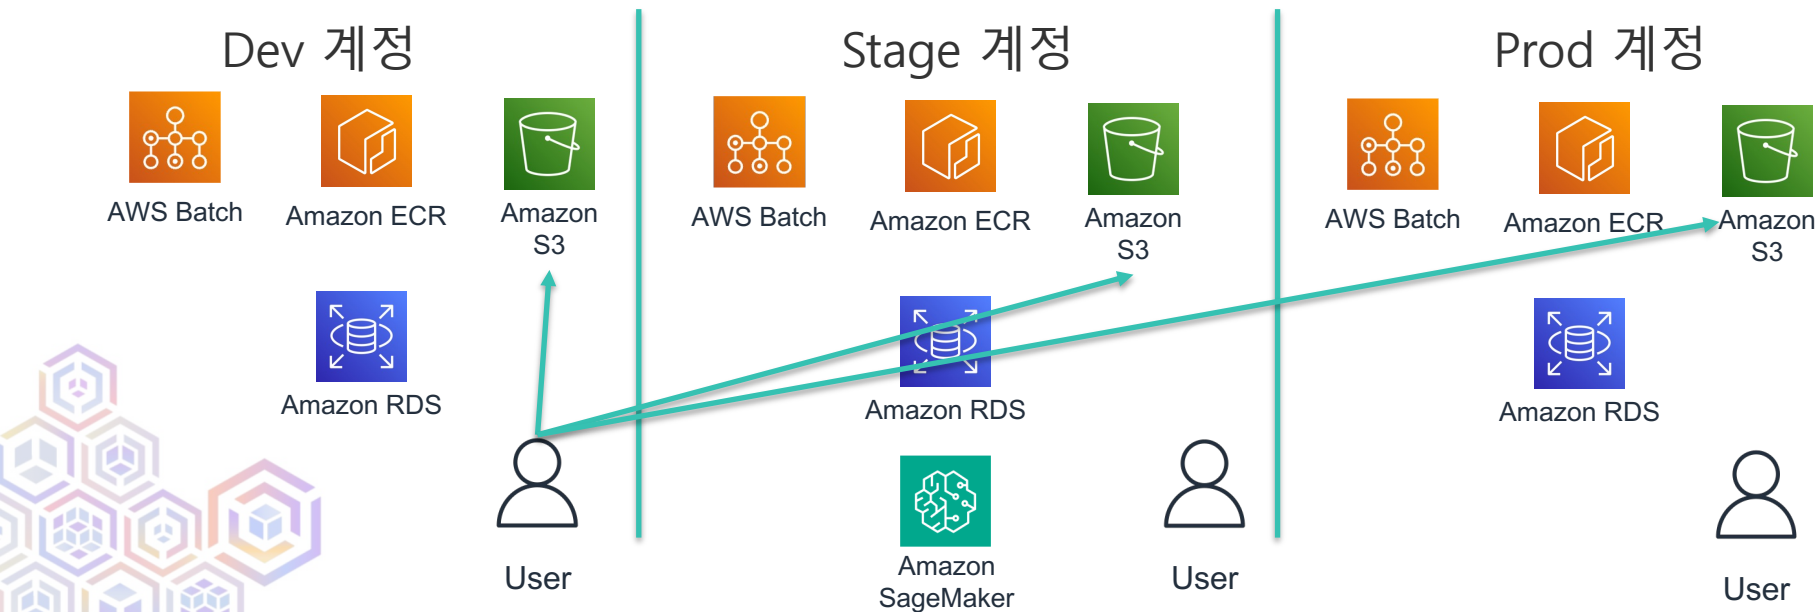 Dev 계정
AWS Batch
Amazon ECR
Amazon
S3
Amazon RDS
User
Stage 계정
AWS Batch
Amazon ECR
Amazon
S3
Amazon RDS
Amazon
SageMaker
User
Prod 계정
AWS Batch
Amazon ECR
Amazon
S3
Amazon RDS
User